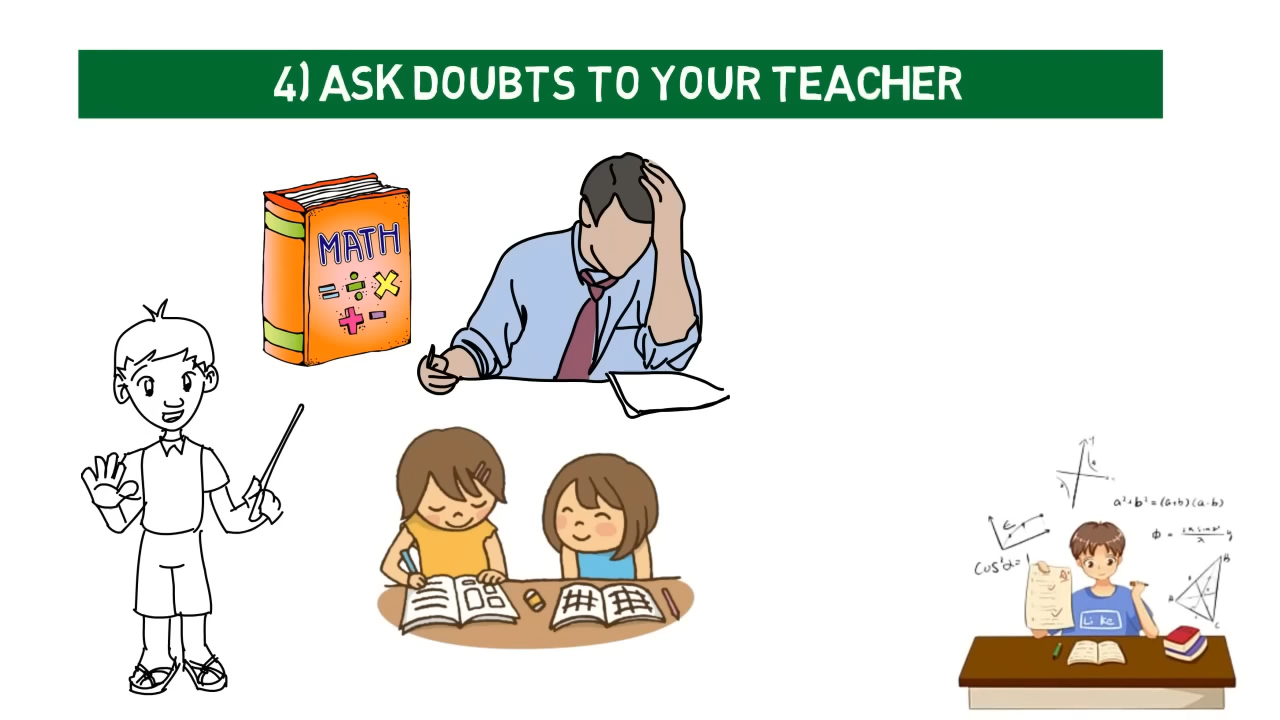 4) ASK DOUBTS TO YOUR TEACHER
MATH
a²+b²=(a+b)(a-b)
Like